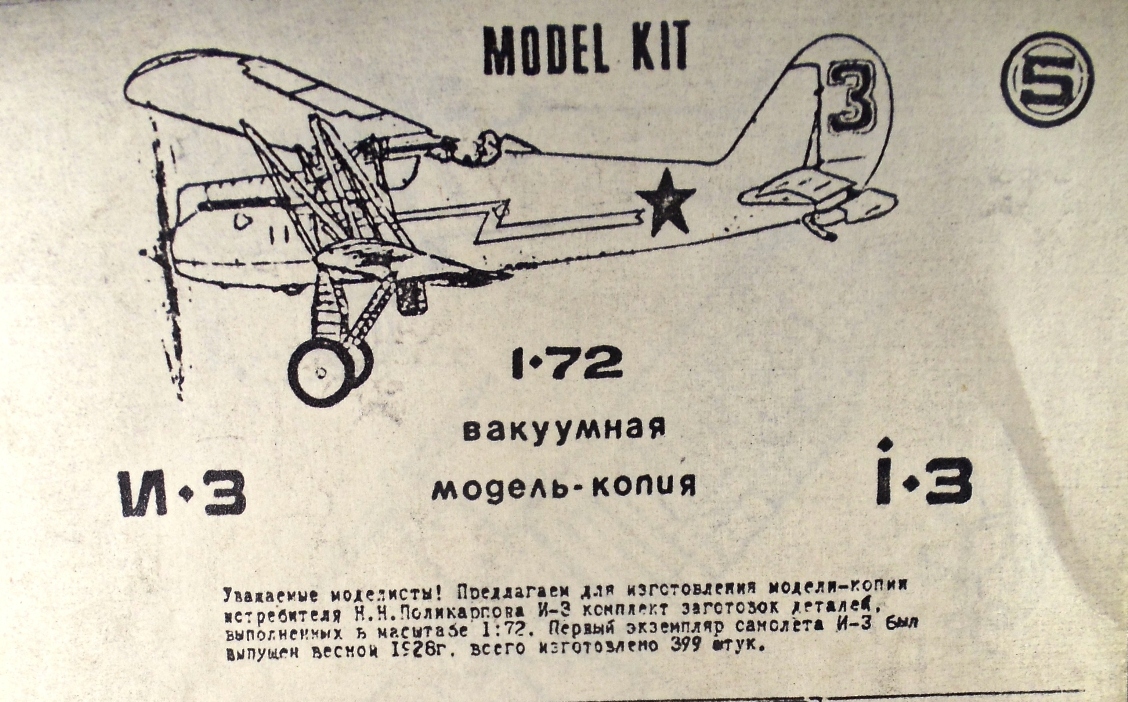 MODEL KIT
5
3
1·72
вакуумная
модель-копия
И·3
i·3
Уважаемые моделисты! Предлагаем для изготовления модели-копии
истребителя Н.Н.Поликарпова И-3 комплект заготовок деталей,
выполненных в масштабе 1:72. Первый экземпляр самолёта И-3 был
выпущен весной 1928г. всего изготовлено 399 штук.